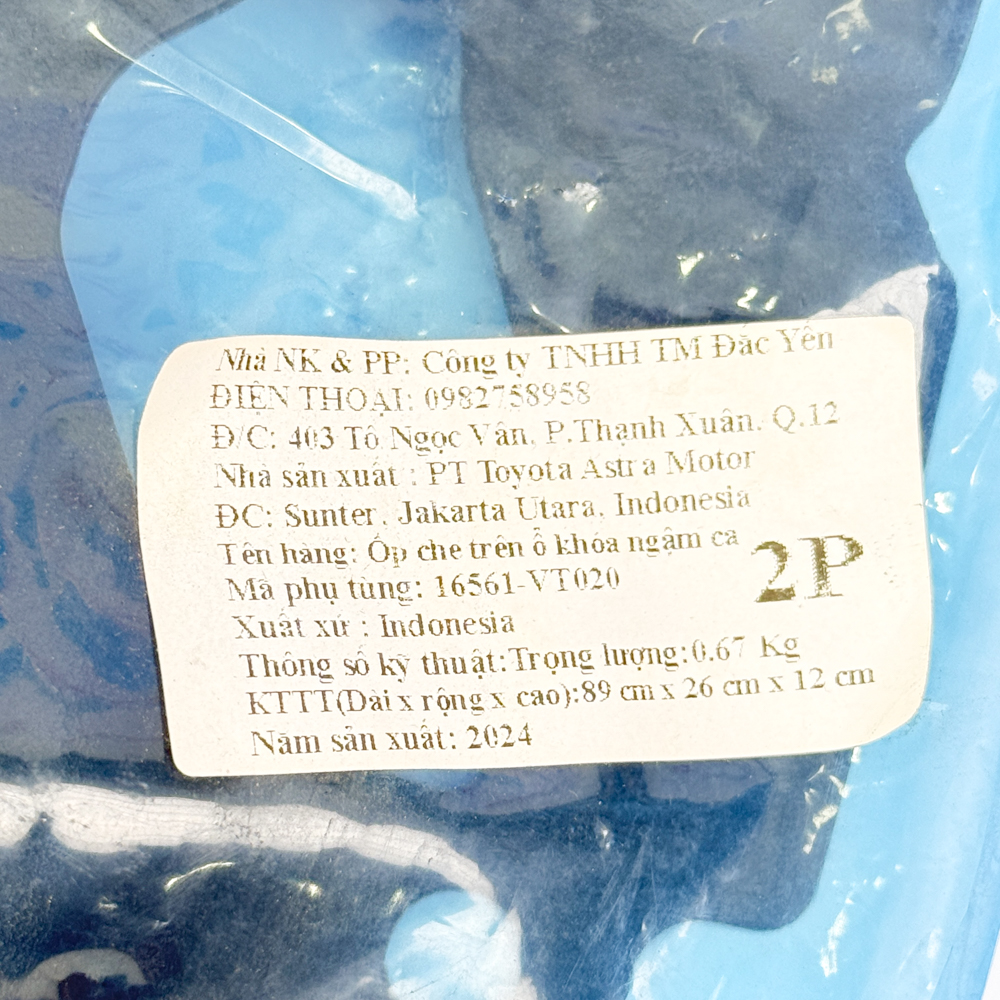 Nhà NK & PP: Công ty TNHH TM Đắc Yên
ĐIỆN THOẠI: 0982758958
Đ/C: 403 Tô Ngọc Vân, P.Thạnh Xuân, Q.12
Nhà sản xuất : PT Toyota Astra Motor
ĐC: Sunter, Jakarta Utara, Indonesia
Tên hàng: Ốp che trên ổ khóa ngậm ca
2P
Mã phụ tùng: 16561-VT020
Xuất xứ : Indonesia
Thông số kỹ thuật:Trọng lượng:0.67 Kg
KTTT(Dài x rộng x cao):89 cm x 26 cm x 12 cm
Năm sản xuất: 2024